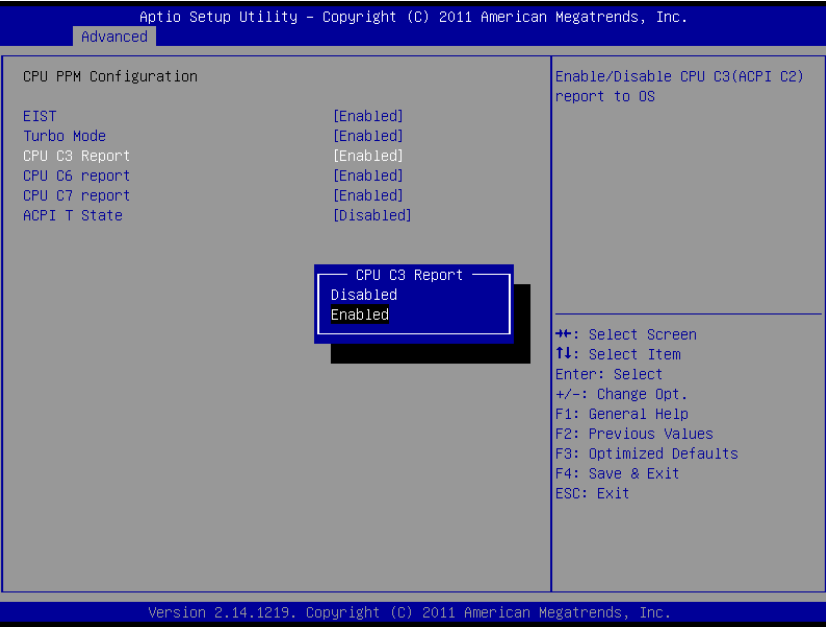 Aptio Setup Utility – Copyright (C) 2011 American Megatrends, Inc.
Advanced
CPU PPM Configuration
EIST [Enabled]
Turbo Mode [Enabled]
CPU C3 Report [Enabled]
CPU C6 report [Enabled]
CPU C7 report [Enabled]
ACPI T State [Disabled]
CPU C3 Report
Disabled
Enabled
Enable/Disable CPU C3(ACPI C2)
report to OS
→←: Select Screen
↑↓: Select Item
Enter: Select
+/-: Change Opt.
F1: General Help
F2: Previous Values
F3: Optimized Defaults
F4: Save & Exit
ESC: Exit
Version 2.14.1219. Copyright (C) 2011 American Megatrends, Inc.